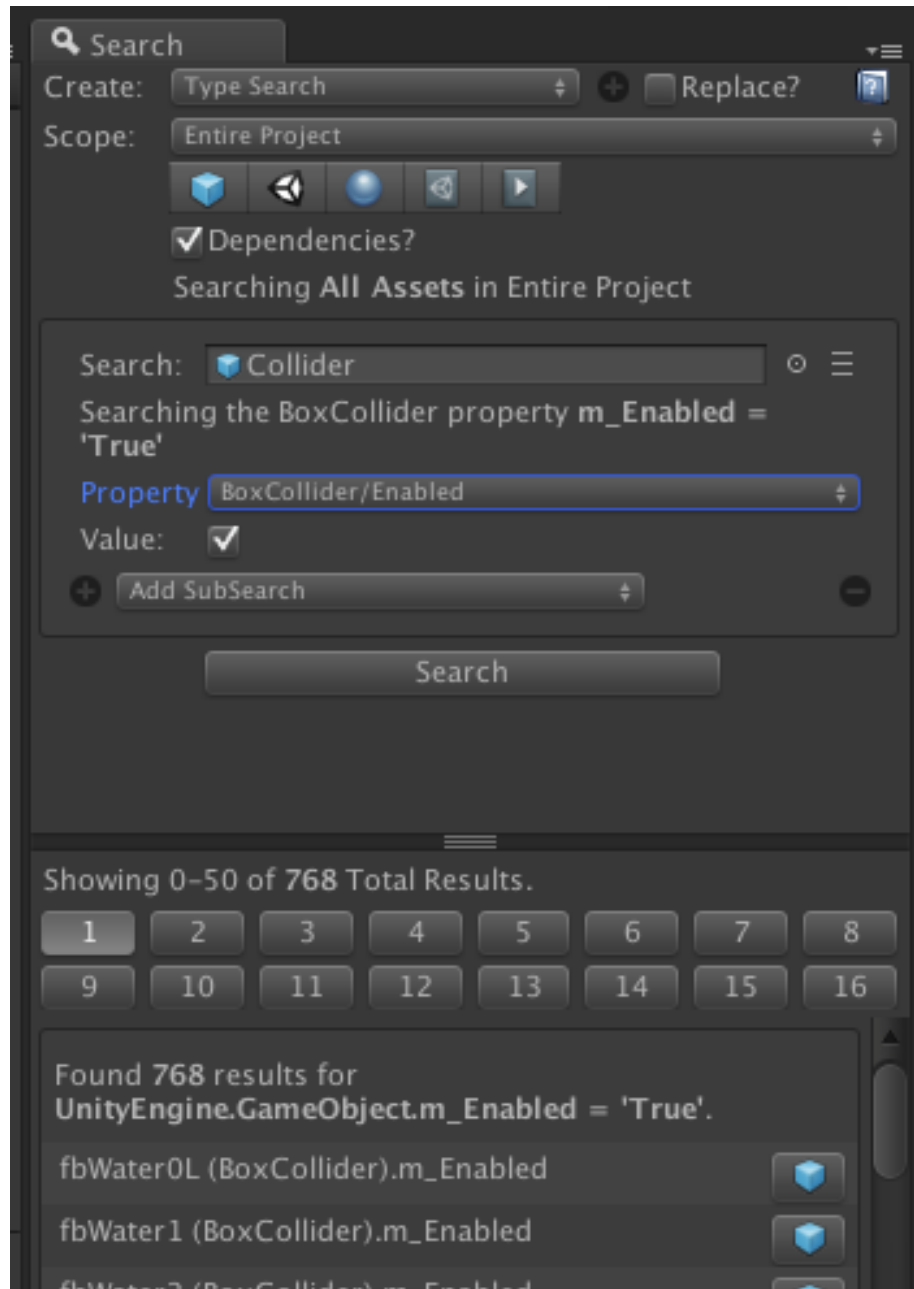 Search
Create: Type Search Replace?
Scope: Entire Project
Dependencies?
Searching All Assets in Entire Project
Search: Collider
Searching the BoxCollider property m_Enabled =
'True'
Property BoxCollider/Enabled
Value:
Add SubSearch
Search
Showing 0-50 of 768 Total Results.
1 2 3 4 5 6 7 8
9 10 11 12 13 14 15 16
Found 768 results for
UnityEngine.GameObject.m_Enabled = 'True'.
fbWater0L (BoxCollider).m_Enabled
fbWater1 (BoxCollider).m_Enabled